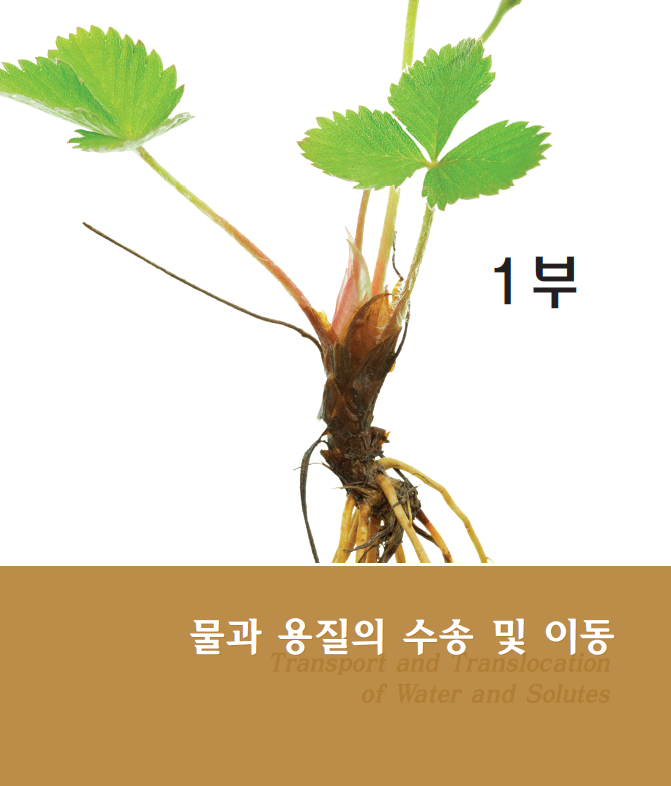 1부
물과 용질의 수송 및 이동
Transport and Translocation
of Water and Solutes